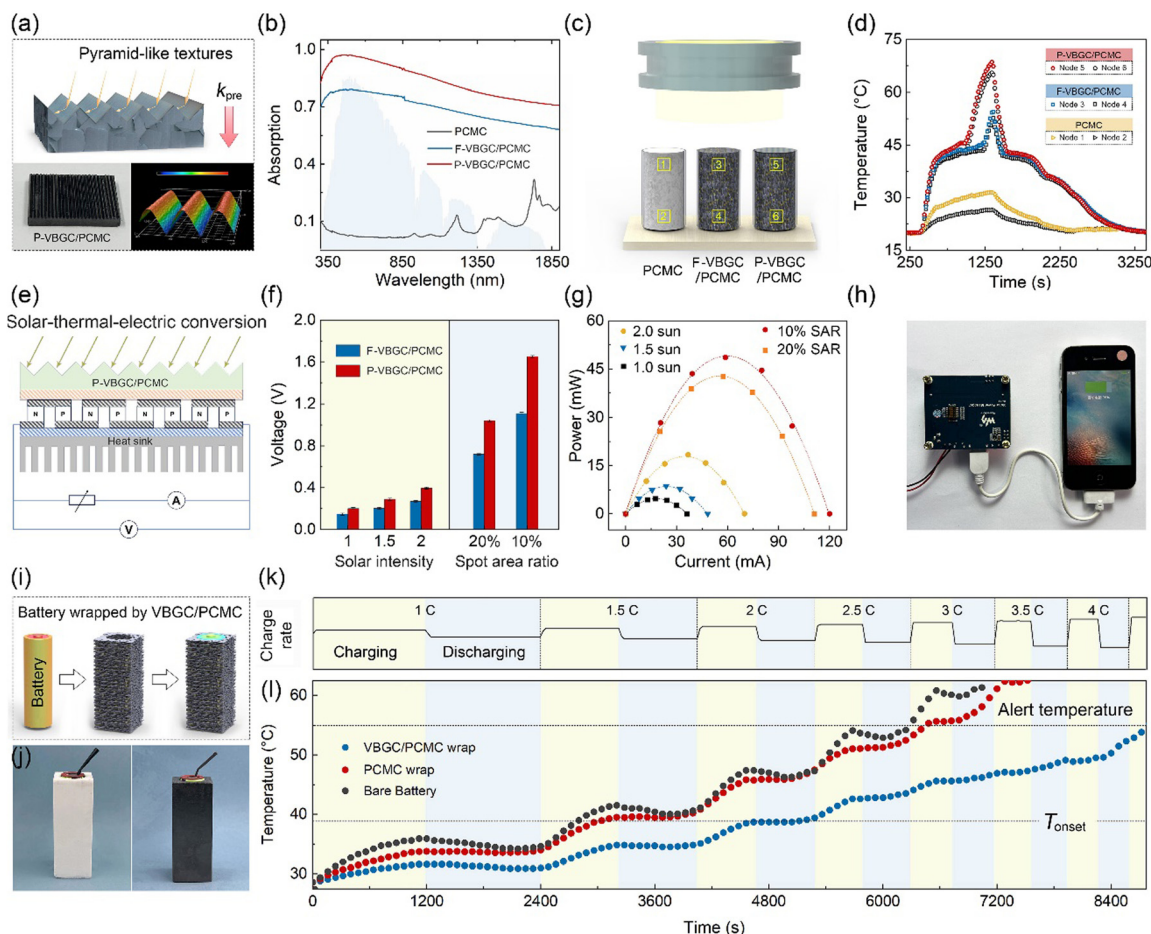 (a)
Pyramid-like textures
kpre
P-VBGC/PCMC
(b)
Absorption
1.0
0.7
0.4
0.1
PCMC
F-VBGC/PCMC
P-VBGC/PCMC
350 850 1350 1850
Wavelength (nm)
(c)
1 3 5
2 4 6
PCMC
F-VBGC
/PCMC
P-VBGC
/PCMC
(d)
Temperature (°C)
75
60
45
30
15
P-VBGC/PCMC
Node 5 Node 6
F-VBGC/PCMC
Node 3 Node 4
PCMC
Node 1 Node 2
250 1250 2250 3250
Time (s)
(e)
Solar-thermal-electric conversion
P-VBGC/PCMC
N P N P N P N P
Heat sink
A
V
(f)
Voltage (V)
2.0
1.6
1.2
0.8
0.4
0.0
F-VBGC/PCMC
P-VBGC/PCMC
1 1.5 2 20% 10%
Solar intensity Spot area ratio
(g)
Power (mW)
60
45
30
15
0
2.0 sun
1.5 sun
1.0 sun
10% SAR
20% SAR
0 30 60 90 120
Current (mA)
(h)
(i)
Battery wrapped by VBGC/PCMC
Battery
(j)
(k)
Charge
rate
1 C 1.5 C 2 C 2.5 C 3 C 3.5 C 4 C
Charging Discharging
(l)
Temperature (°C)
60
50
40
30
Alert temperature
VBGC/PCMC wrap
PCMC wrap
Bare Battery
Tonset
0 1200 2400 3600 4800 6000 7200 8400
Time (s)